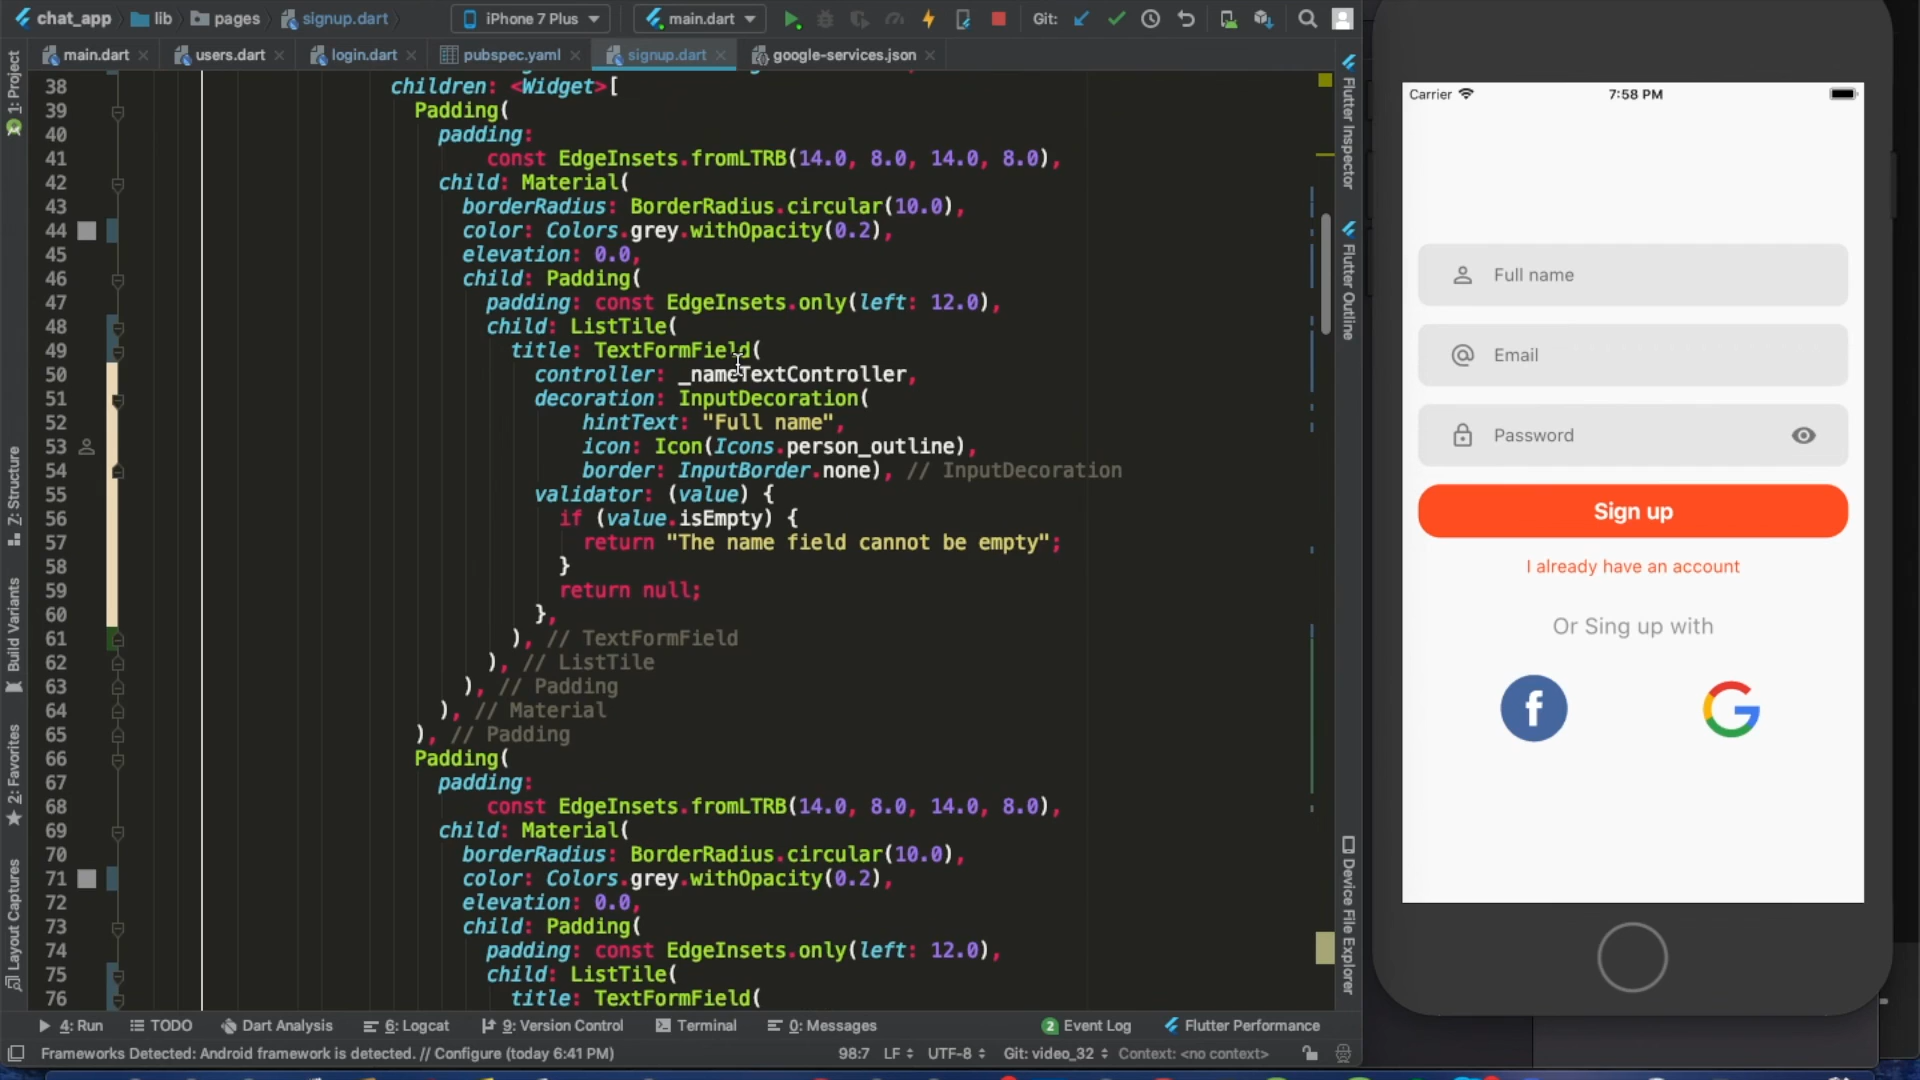 chat_app lib pages signup.dart iPhone 7 Plus main.dart Git:
main.dart users.dart login.dart pubspec.yaml signup.dart google-services.json
1: Project
Z: Structure
Build Variants
2: Favorites
Layout Captures
38 children: <Widget>[
39 Padding(
40 padding:
41 const EdgeInsets.fromLTRB(14.0, 8.0, 14.0, 8.0),
42 child: Material(
43 borderRadius: BorderRadius.circular(10.0),
44 color: Colors.grey.withOpacity(0.2),
45 elevation: 0.0,
46 child: Padding(
47 padding: const EdgeInsets.only(left: 12.0),
48 child: ListTile(
49 title: TextFormField(
50 controller: _nameTextController,
51 decoration: InputDecoration(
52 hintText: "Full name",
53 icon: Icon(Icons.person_outline),
54 border: InputBorder.none), // InputDecoration
55 validator: (value) {
56 if (value.isEmpty) {
57 return "The name field cannot be empty";
58 }
59 return null;
60 },
61 ), // TextFormField
62 ), // ListTile
63 ), // Padding
64 ), // Material
65 ), // Padding
66 Padding(
67 padding:
68 const EdgeInsets.fromLTRB(14.0, 8.0, 14.0, 8.0),
69 child: Material(
70 borderRadius: BorderRadius.circular(10.0),
71 color: Colors.grey.withOpacity(0.2),
72 elevation: 0.0,
73 child: Padding(
74 padding: const EdgeInsets.only(left: 12.0),
75 child: ListTile(
76 title: TextFormField(
Flutter Inspector
Flutter Outline
Device File Explorer
4: Run TODO Dart Analysis 6: Logcat 9: Version Control Terminal 0: Messages 2 Event Log Flutter Performance
Frameworks Detected: Android framework is detected. // Configure (today 6:41 PM) 98:7 LF UTF-8 Git: video_32 Context: <no context>
Carrier 7:58 PM
Full name
Email
Password
Sign up
I already have an account
Or Sing up with
f G